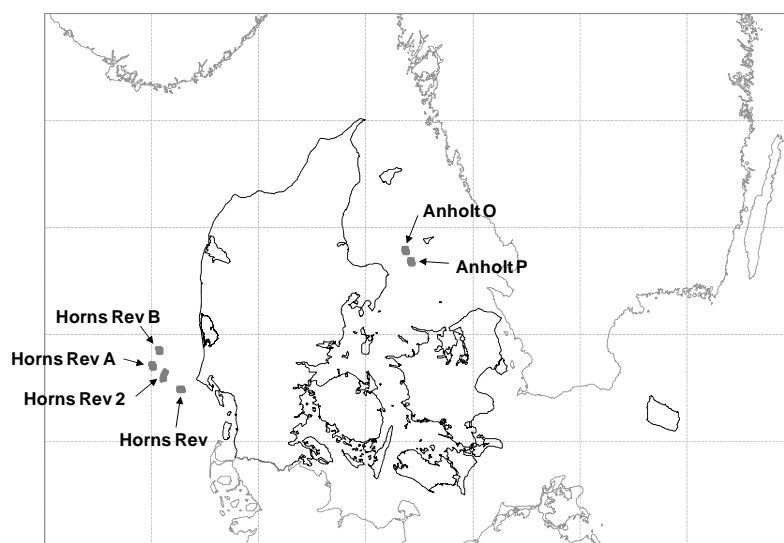 Anholt O
Anholt P
Horns Rev B
Horns Rev A
Horns Rev 2
Horns Rev